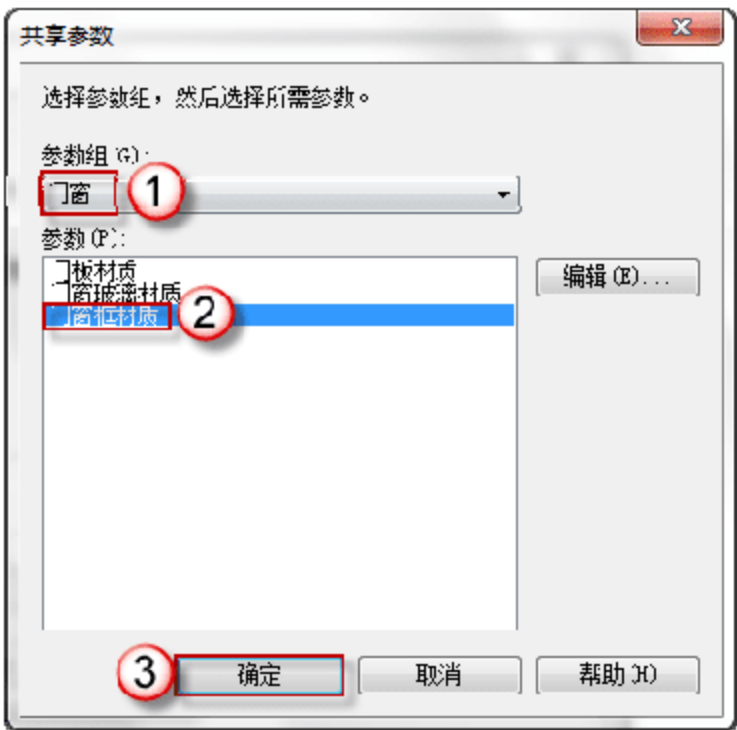 共享参数
选择参数组，然后选择所需参数。
参数组(G):
门窗
1
参数(P):
门板材质
门窗玻璃材质
门窗框材质
2
编辑(E)...
3
确定
取消
帮助(H)